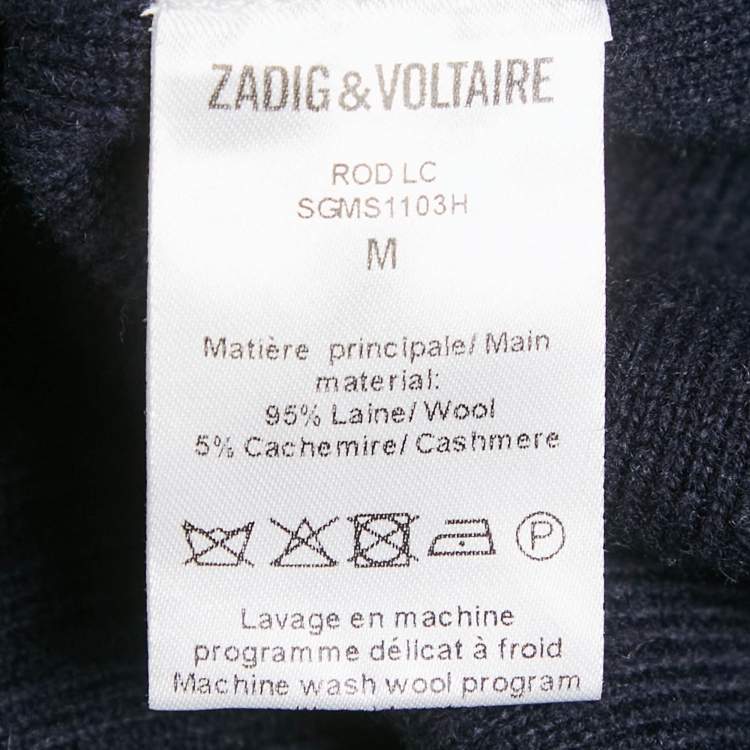 ZADIG & VOLTAIRE
ROD LC
SGMS1103H
M
Matière principale/ Main
material:
95% Laine/ Wool
5% Cachemire/ Cashmere
P
Lavage en machine
programme délicat à froid
Machine wash wool program